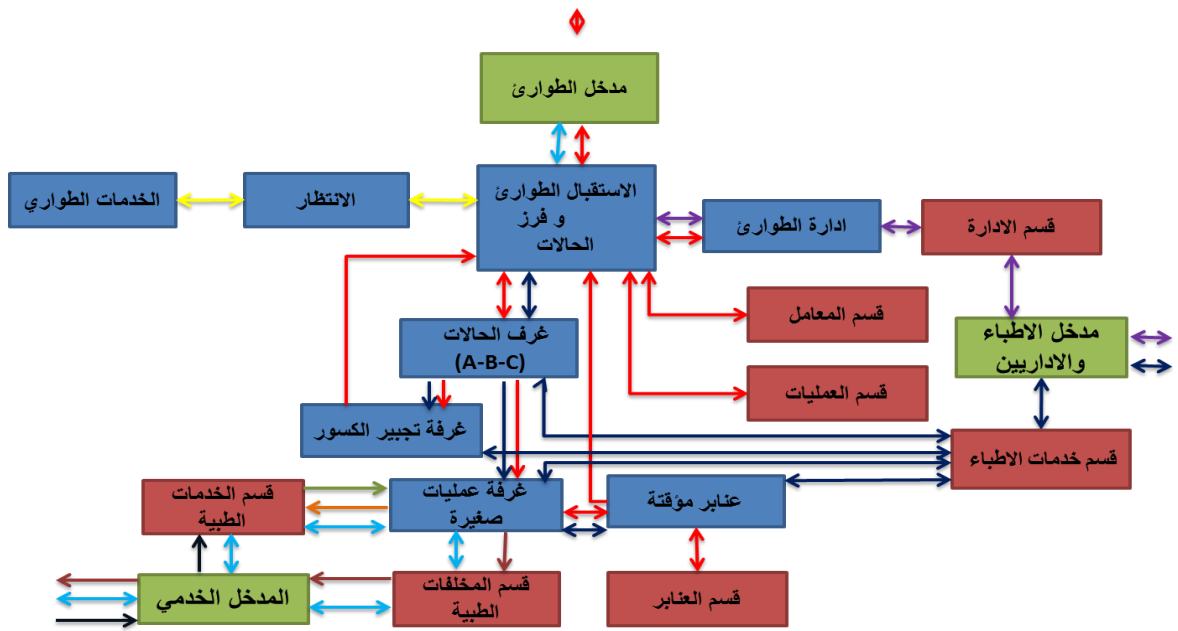 مدخل الطوارئ
الاستقبال الطوارئ
و فرز
الحالات
الانتظار
الخدمات الطواري
ادارة الطوارئ
قسم الادارة
قسم المعامل
مدخل الاطباء
والاداريين
غرف الحالات
(A-B-C)
قسم العمليات
غرفة تجبير الكسور
قسم خدمات الاطباء
عنابر مؤقتة
غرفة عمليات
صغيرة
قسم الخدمات
الطبية
قسم العنابر
قسم المخلفات
الطبية
المدخل الخدمي